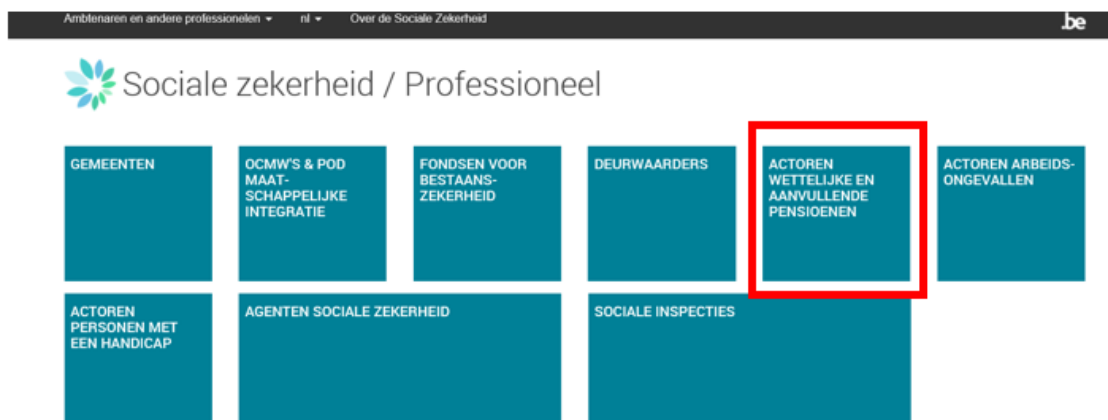 Ambtenaren en andere professionelen nl Over de Sociale Zekerheid
.be
Sociale zekerheid / Professioneel
GEMEENTEN
OCMW'S & POD
MAAT-
SCHAPPELIJKE
INTEGRATIE
FONDSEN VOOR
BESTAANS-
ZEKERHEID
DEURWAARDERS
ACTOREN
WETTELIJKE EN
AANVULLENDE
PENSIOENEN
ACTOREN ARBEIDS-
ONGEVALLEN
ACTOREN
PERSONEN MET
EEN HANDICAP
AGENTEN SOCIALE ZEKERHEID
SOCIALE INSPECTIES